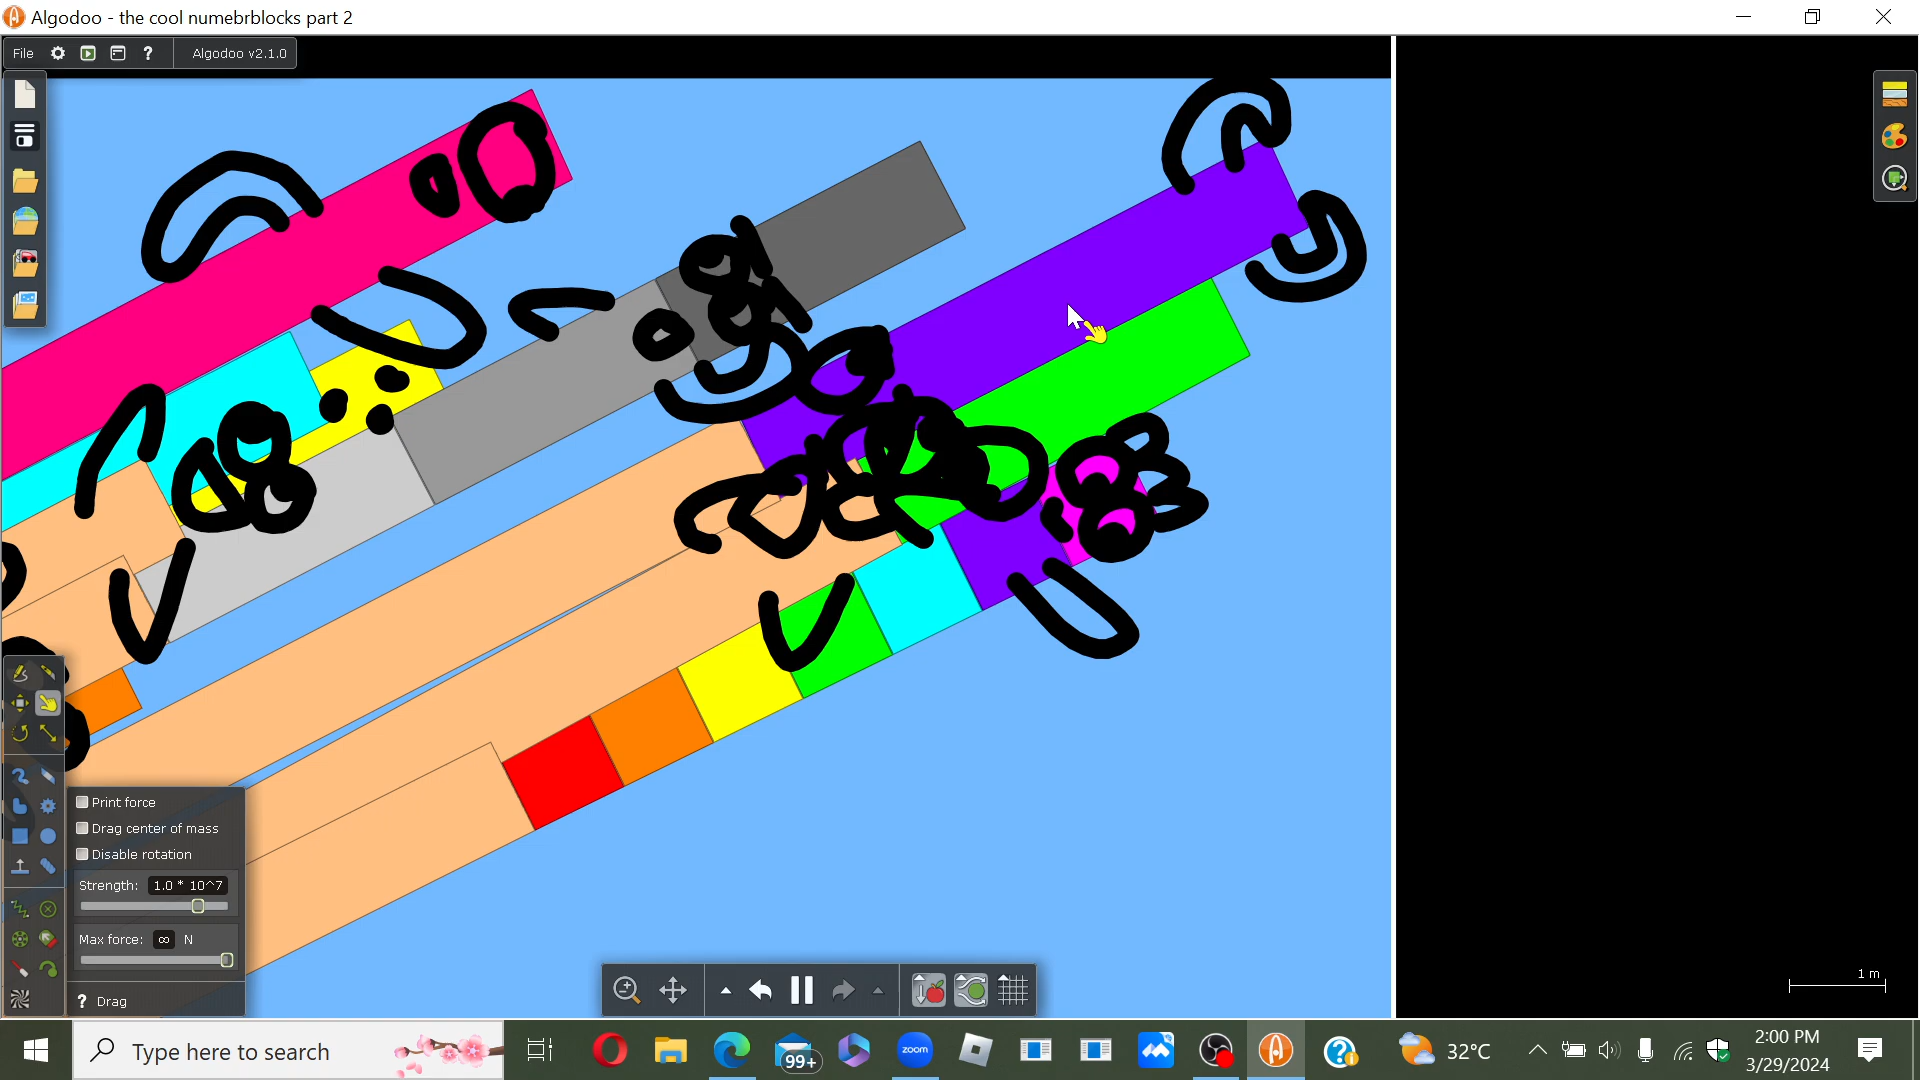 Algodoo - the cool numebrblocks part 2
File ? Algodoo v2.1.0
Print force
Drag center of mass
Disable rotation
Strength: 1.0 * 10^7
Max force: ∞ N
? Drag
1 m
Type here to search
99+
zoom
32°C
2:00 PM
3/29/2024